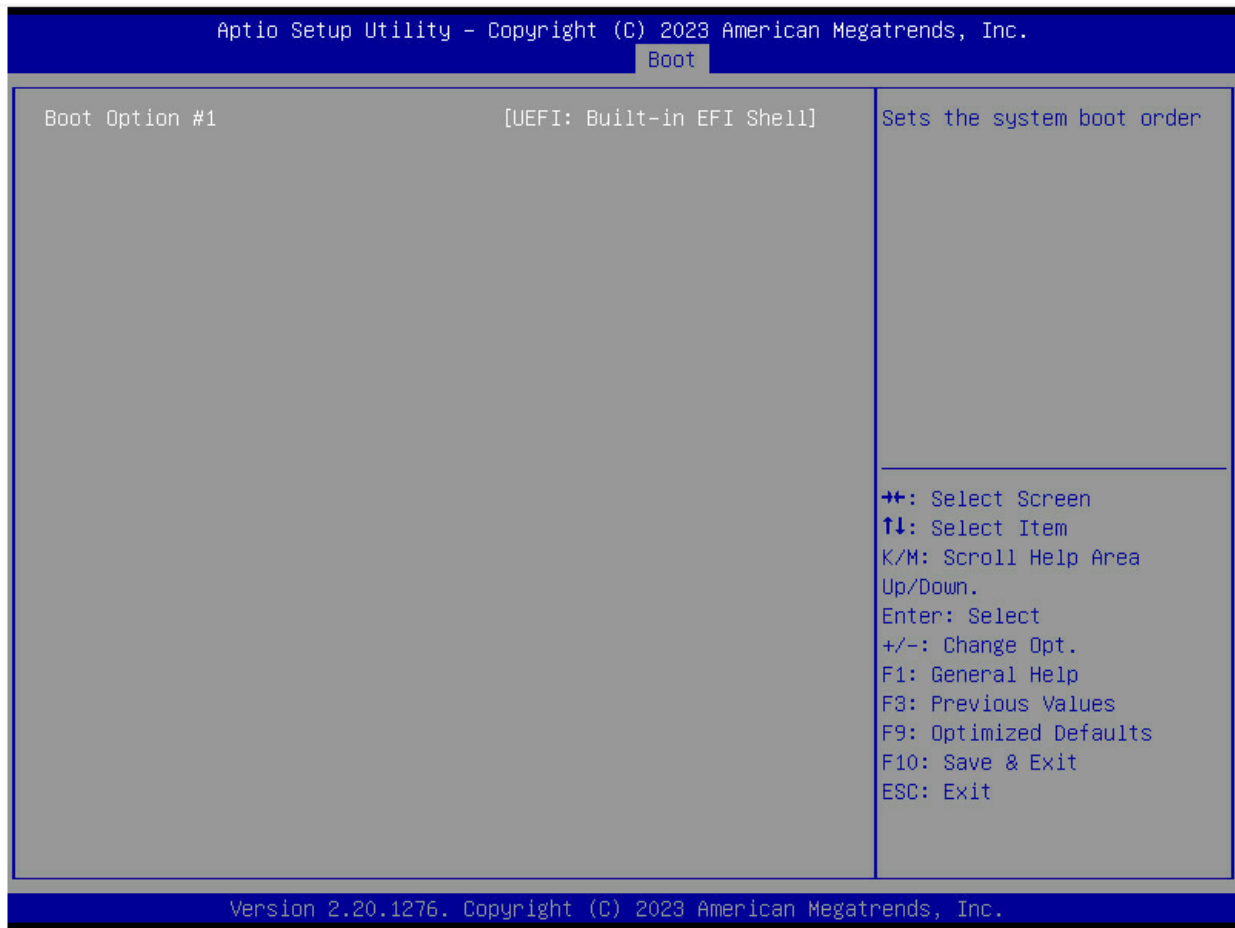 Aptio Setup Utility – Copyright (C) 2023 American Megatrends, Inc.
Boot
Boot Option #1 [UEFI: Built-in EFI Shell]
Sets the system boot order
→←: Select Screen
↑↓: Select Item
K/M: Scroll Help Area
Up/Down.
Enter: Select
+/-: Change Opt.
F1: General Help
F3: Previous Values
F9: Optimized Defaults
F10: Save & Exit
ESC: Exit
Version 2.20.1276. Copyright (C) 2023 American Megatrends, Inc.